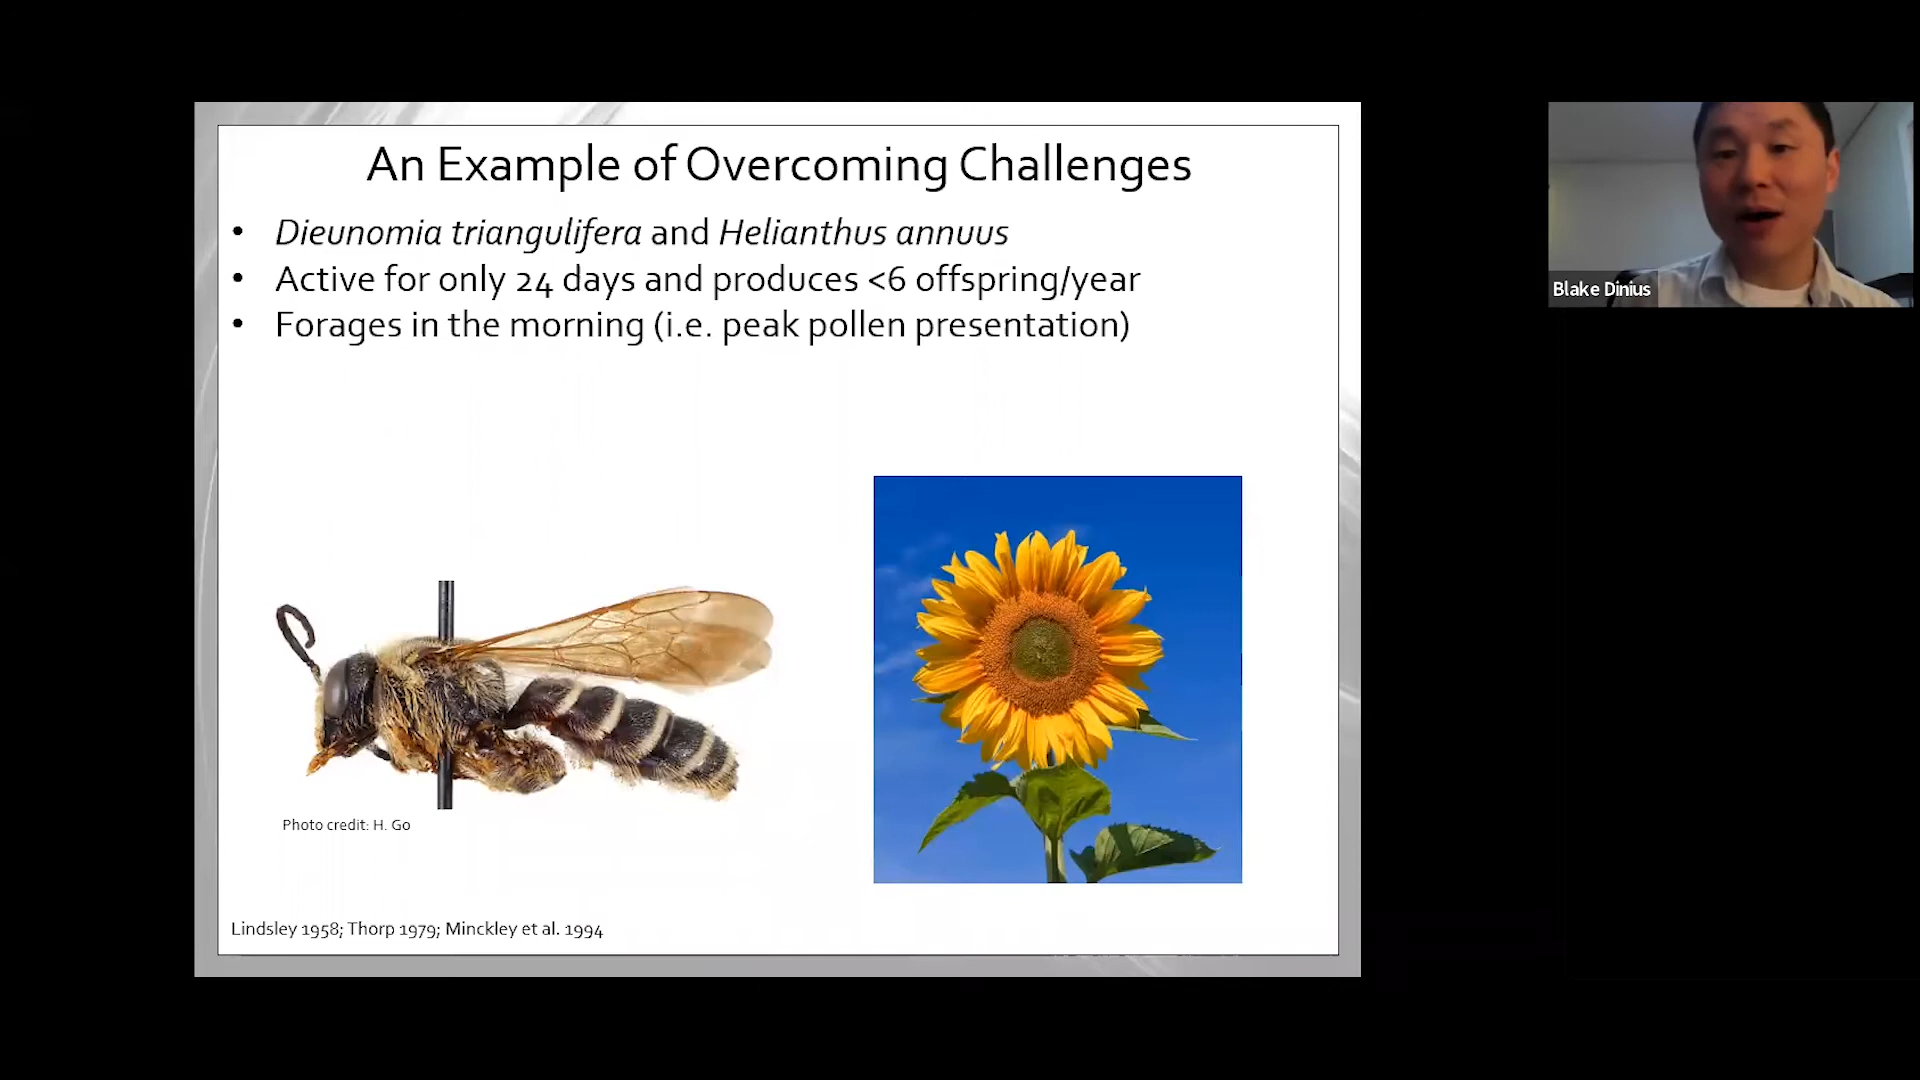 An Example of Overcoming Challenges
• Dieunomia triangulifera and Helianthus annuus
• Active for only 24 days and produces <6 offspring/year
• Forages in the morning (i.e. peak pollen presentation)
Blake Dinius
Photo credit: H. Go
Lindsley 1958; Thorp 1979; Minckley et al. 1994